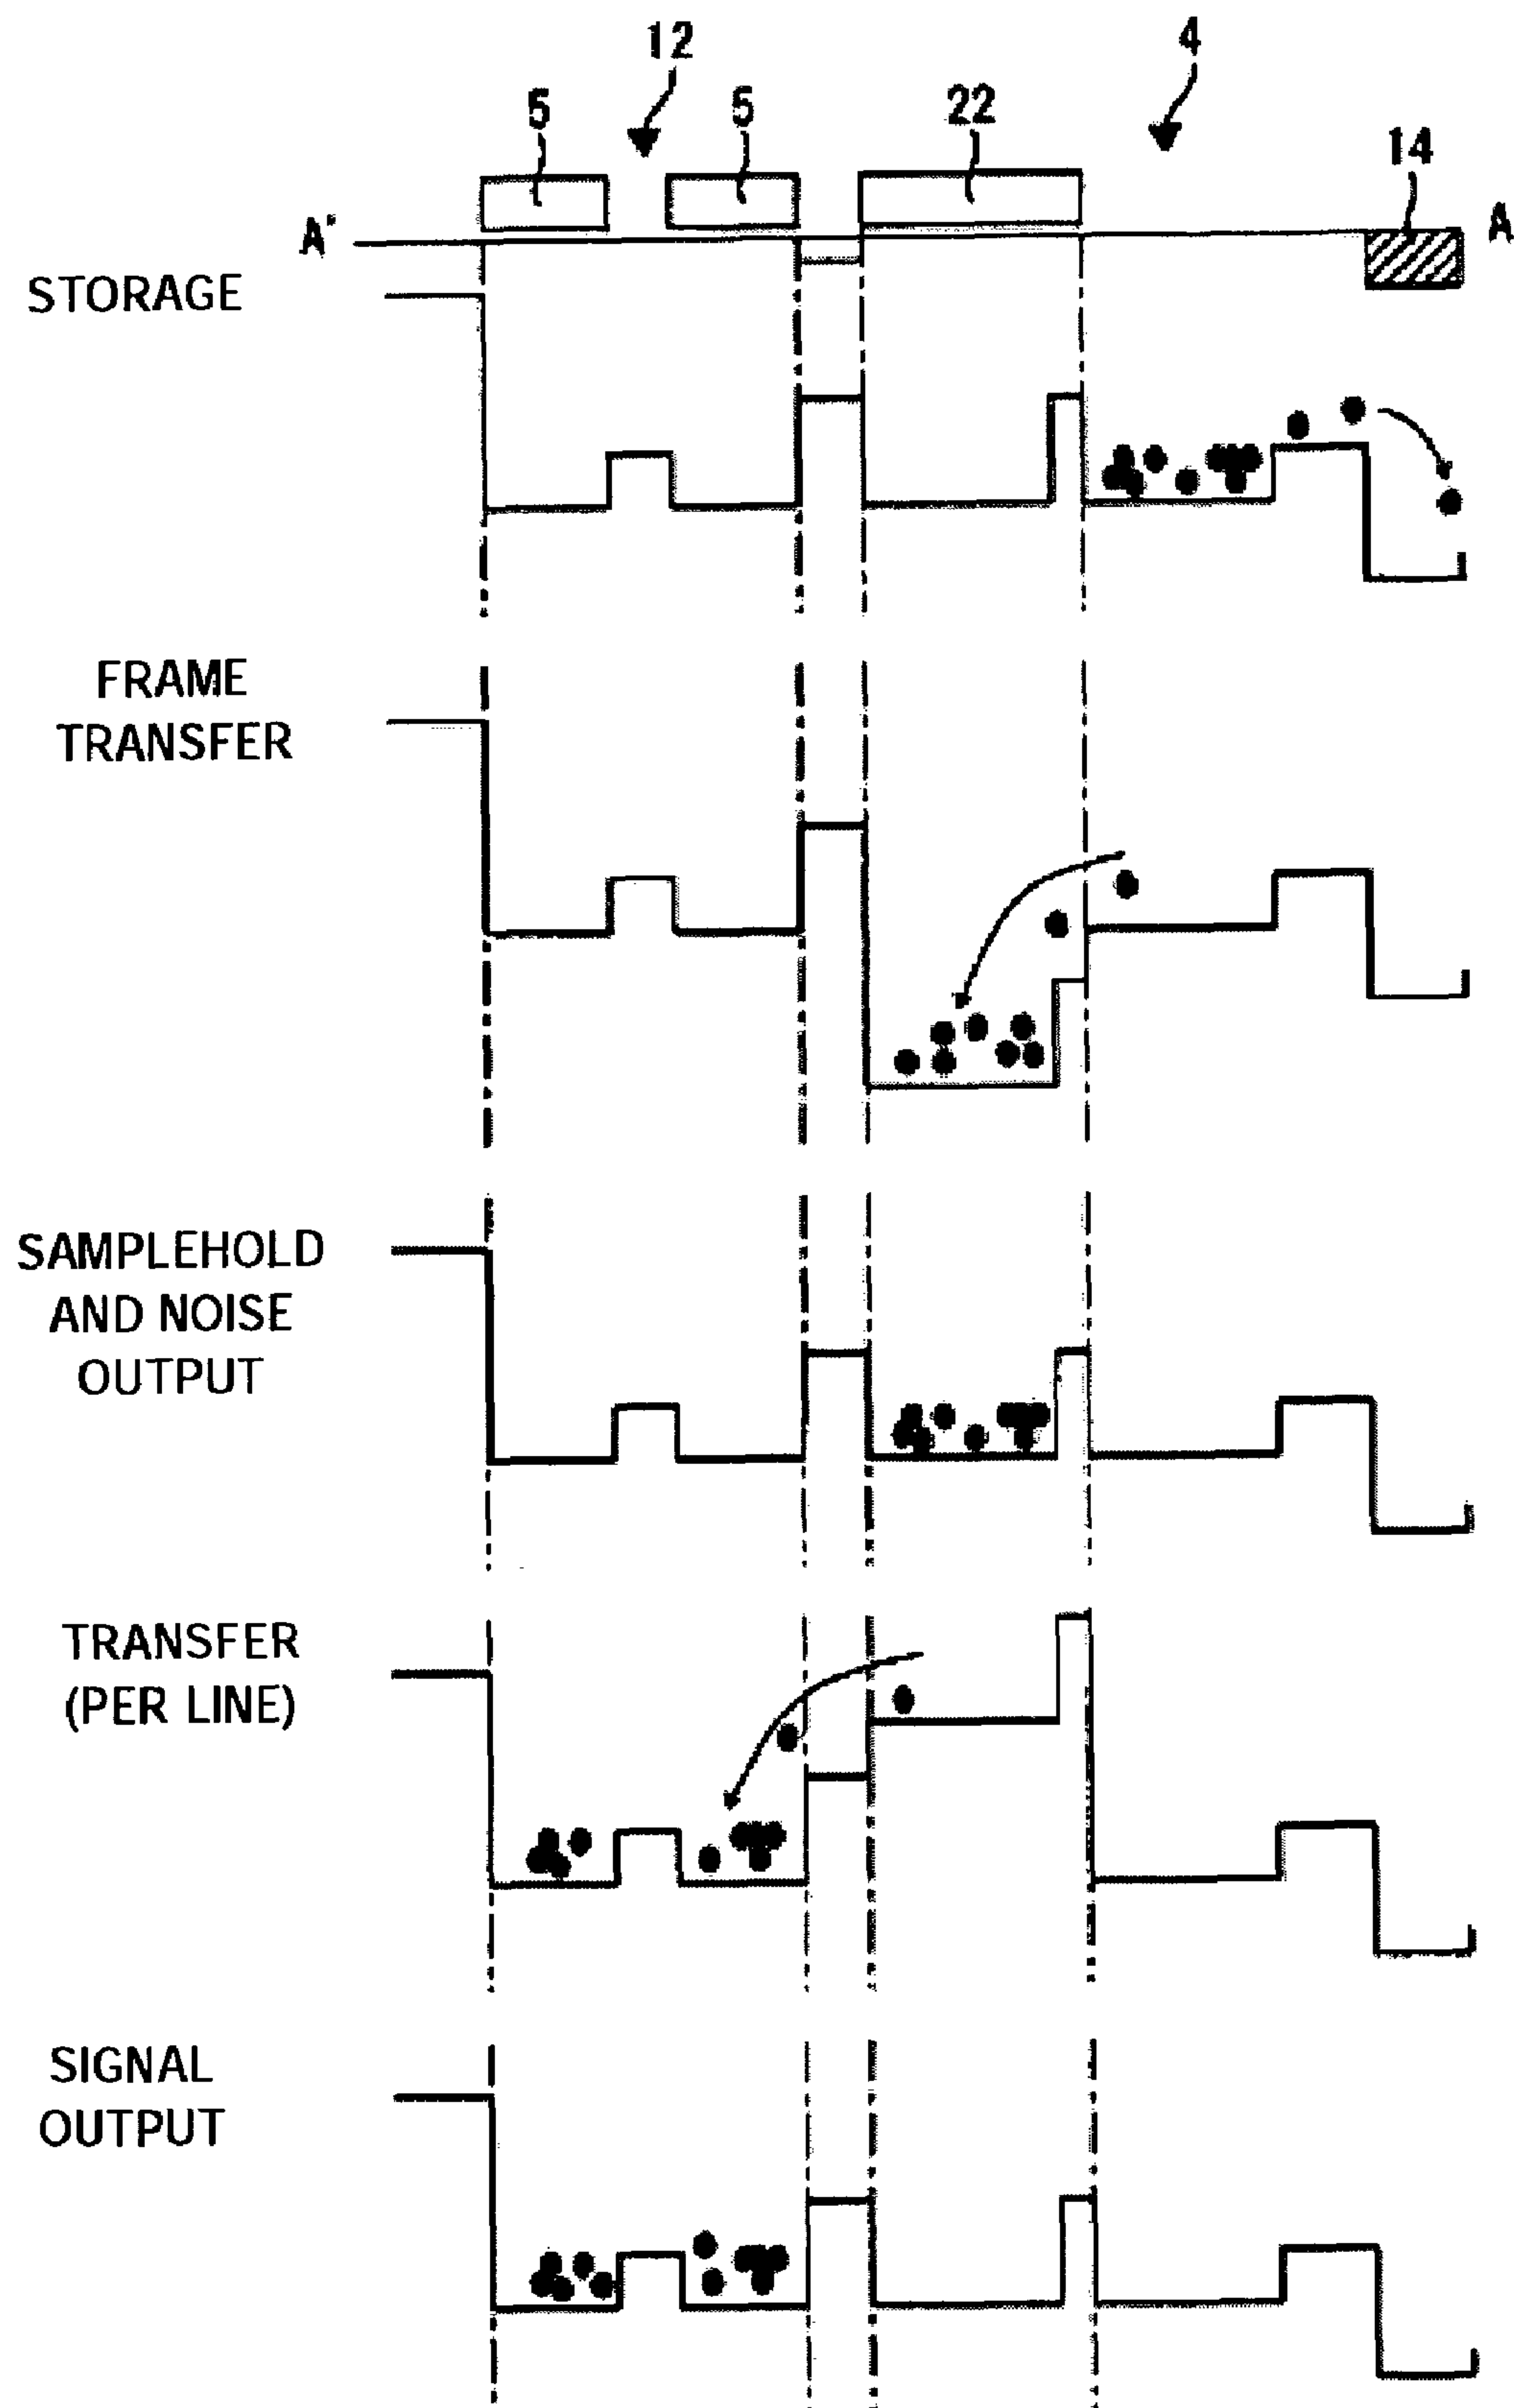 12
4
5
5
22
14
A'
A
STORAGE
FRAME
TRANSFER
SAMPLEHOLD
AND NOISE
OUTPUT
TRANSFER
(PER LINE)
SIGNAL
OUTPUT